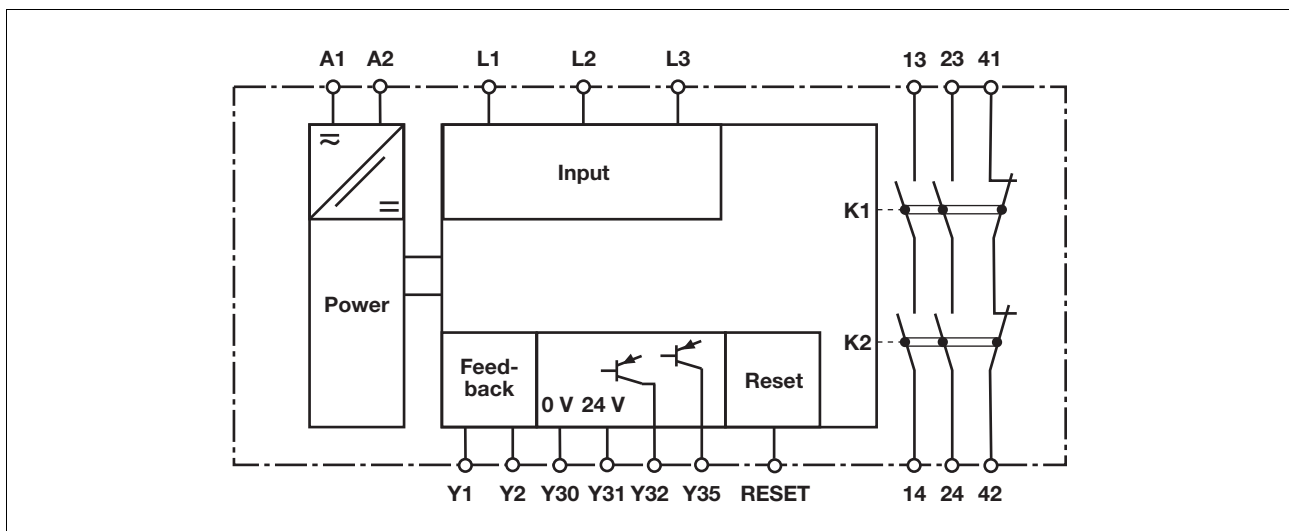 A1 A2 L1 L2 L3 13 23 41
Input
K1
Power
K2
Feed-
back
Reset
0 V 24 V
Y1 Y2 Y30 Y31 Y32 Y35 RESET 14 24 42